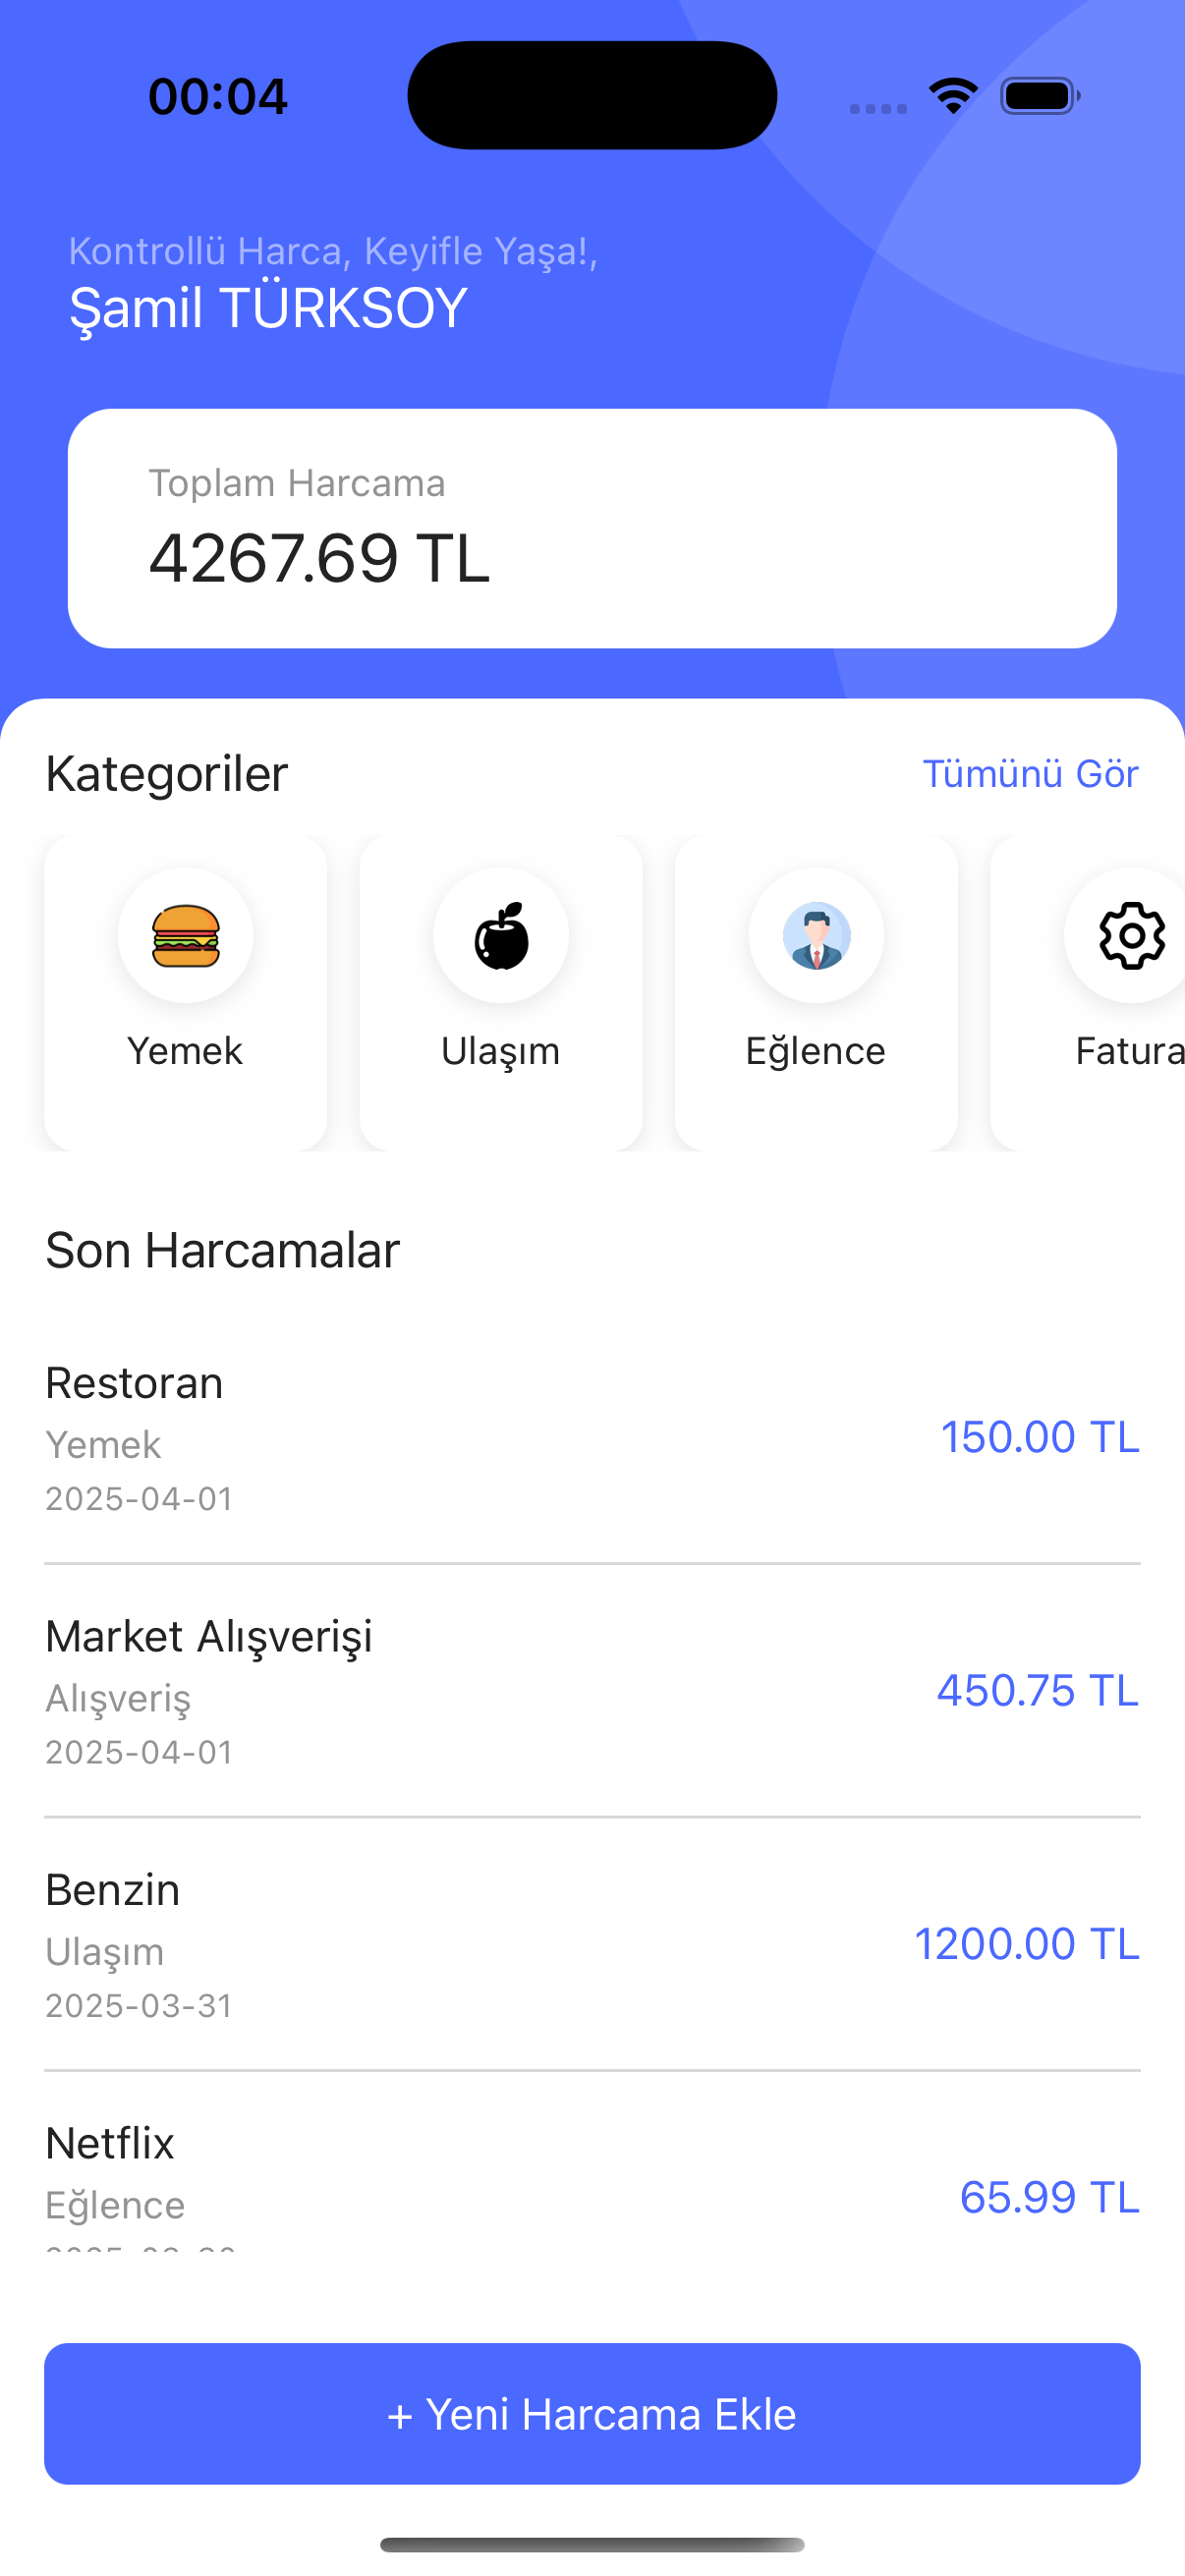 00:04
Kontrollü Harca, Keyifle Yaşa!,
Şamil TÜRKSOY
Toplam Harcama
4267.69 TL
Kategoriler
Tümünü Gör
Yemek
Ulaşım
Eğlence
Fatura
Son Harcamalar
Restoran
Yemek
150.00 TL
2025-04-01
Market Alışverişi
Alışveriş
450.75 TL
2025-04-01
Benzin
Ulaşım
1200.00 TL
2025-03-31
Netflix
Eğlence
65.99 TL
+ Yeni Harcama Ekle